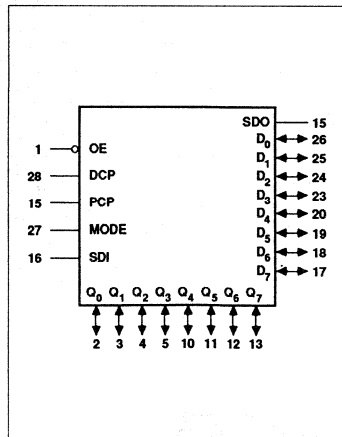 SDO 15
D0 26
1 OE
D1 25
28 DCP
D2 24
15 PCP
D3 23
D4 20
27 MODE
D5 19
16 SDI
D6 18
D7 17
Q0 Q1 Q2 Q3 Q4 Q5 Q6 Q7
2 3 4 5 10 11 12 13